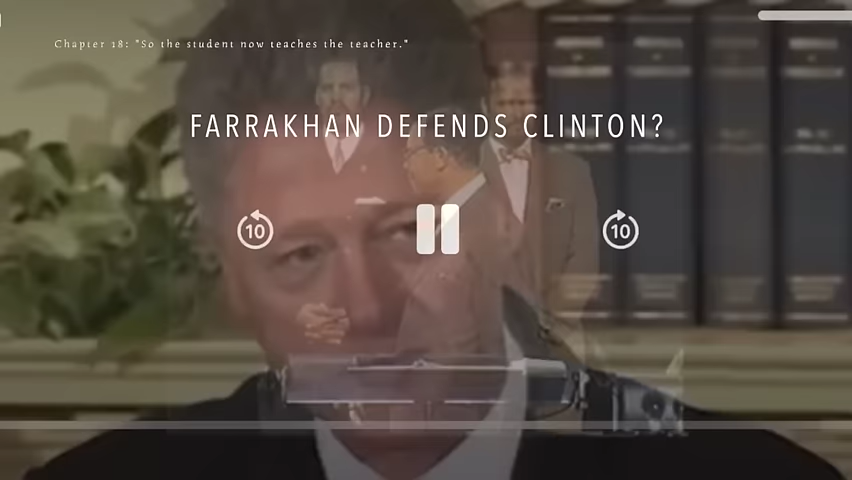 Chapter 18: "So the student now teaches the teacher."
FARRAKHAN DEFENDS CLINTON?
10
10